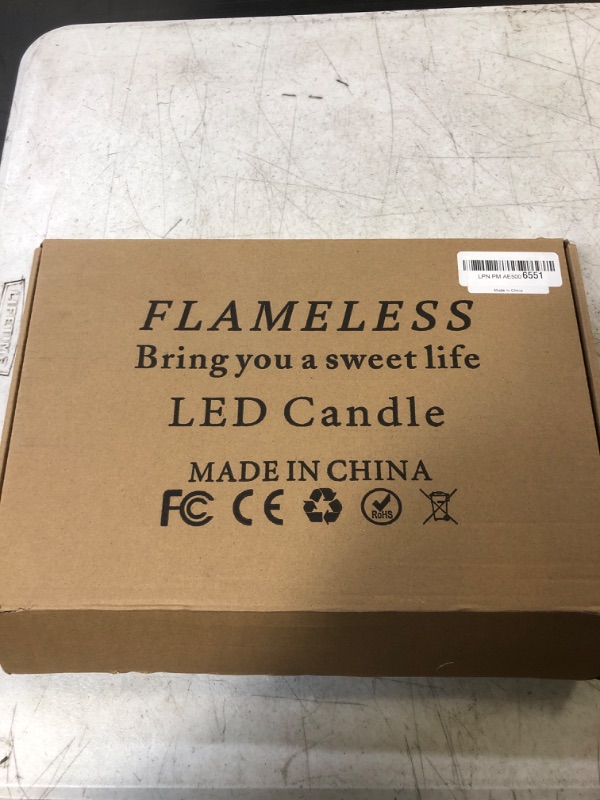 LPN PM AE500 6551
Made in China
FLAMELESS
Bring you a sweet life
LED Candle
MADE IN CHINA
FC CE RoHS
LIFETIME